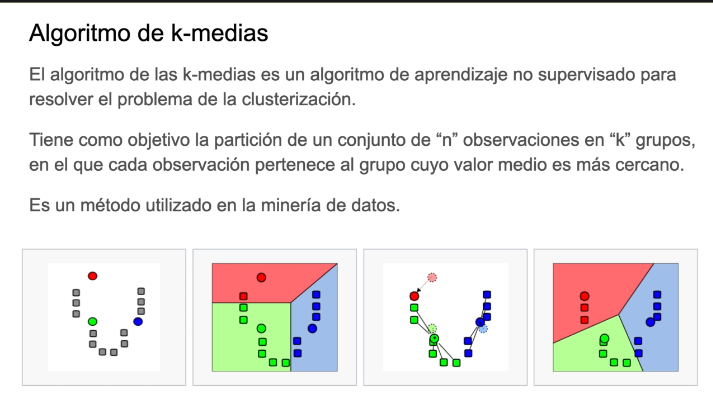 Algoritmo de k-medias
El algoritmo de las k-medias es un algoritmo de aprendizaje no supervisado para
resolver el problema de la clusterización.
Tiene como objetivo la partición de un conjunto de “n” observaciones en “k” grupos,
en el que cada observación pertenece al grupo cuyo valor medio es más cercano.
Es un método utilizado en la minería de datos.